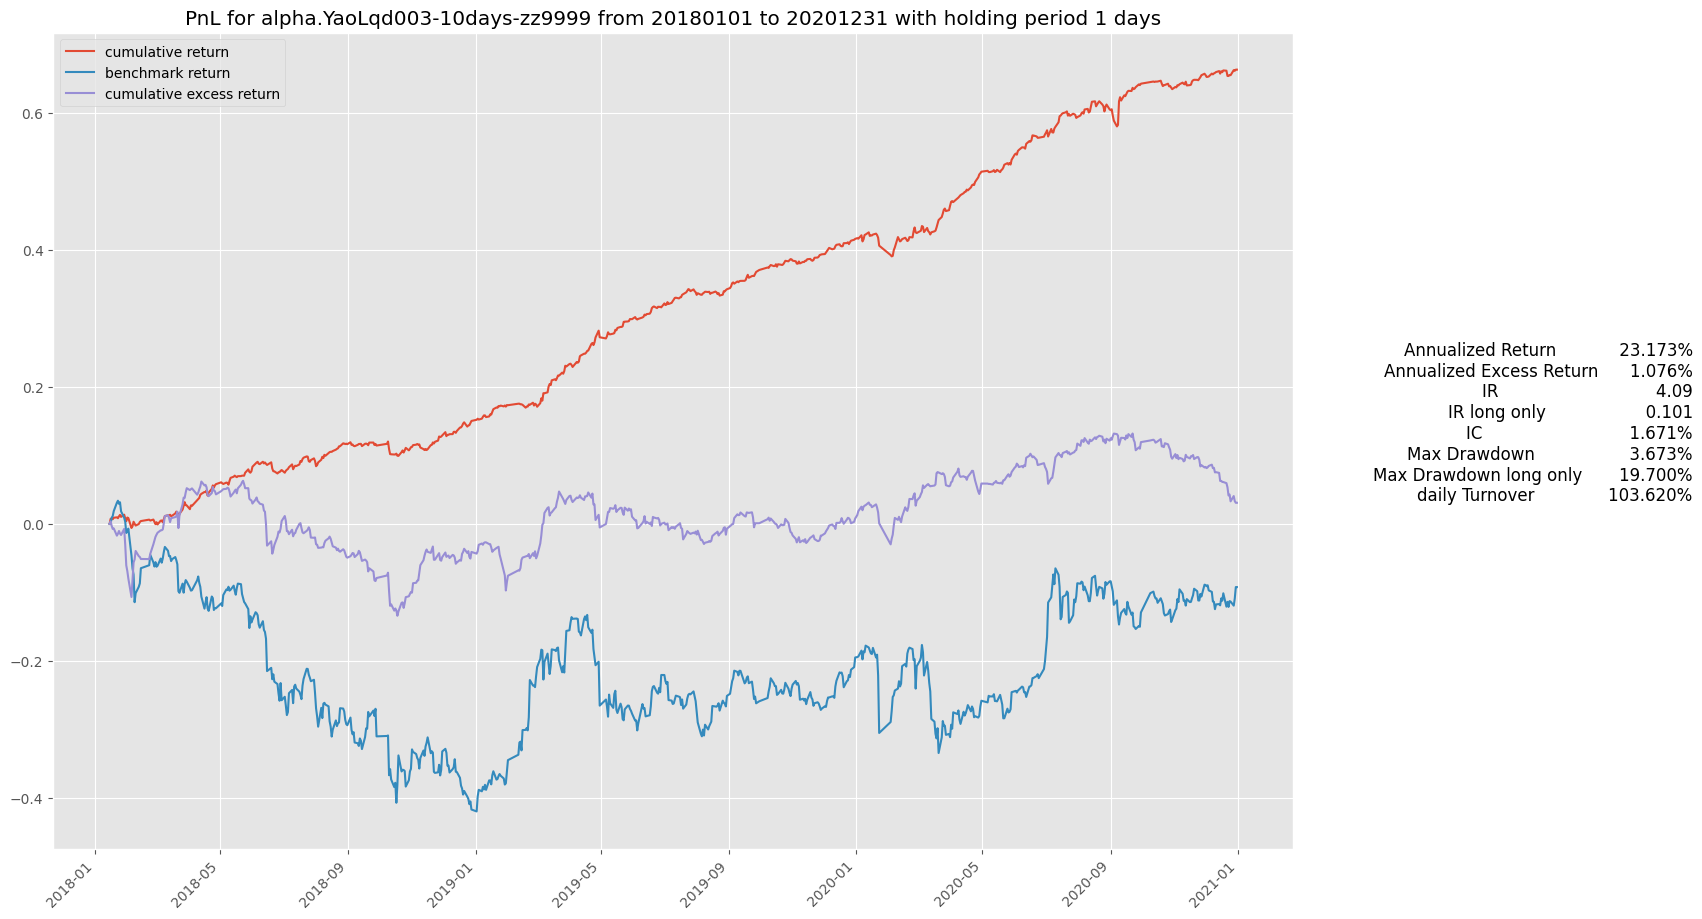 PnL for alpha.YaoLqd003-10days-zz9999 from 20180101 to 20201231 with holding period 1 days
cumulative return
benchmark return
cumulative excess return
0.6
0.4
0.2
0.0
−0.2
−0.4
2018-01
2018-05
2018-09
2019-01
2019-05
2019-09
2020-01
2020-05
2020-09
2021-01
Annualized Return 23.173%
Annualized Excess Return 1.076%
IR 4.09
IR long only 0.101
IC 1.671%
Max Drawdown 3.673%
Max Drawdown long only 19.700%
daily Turnover 103.620%